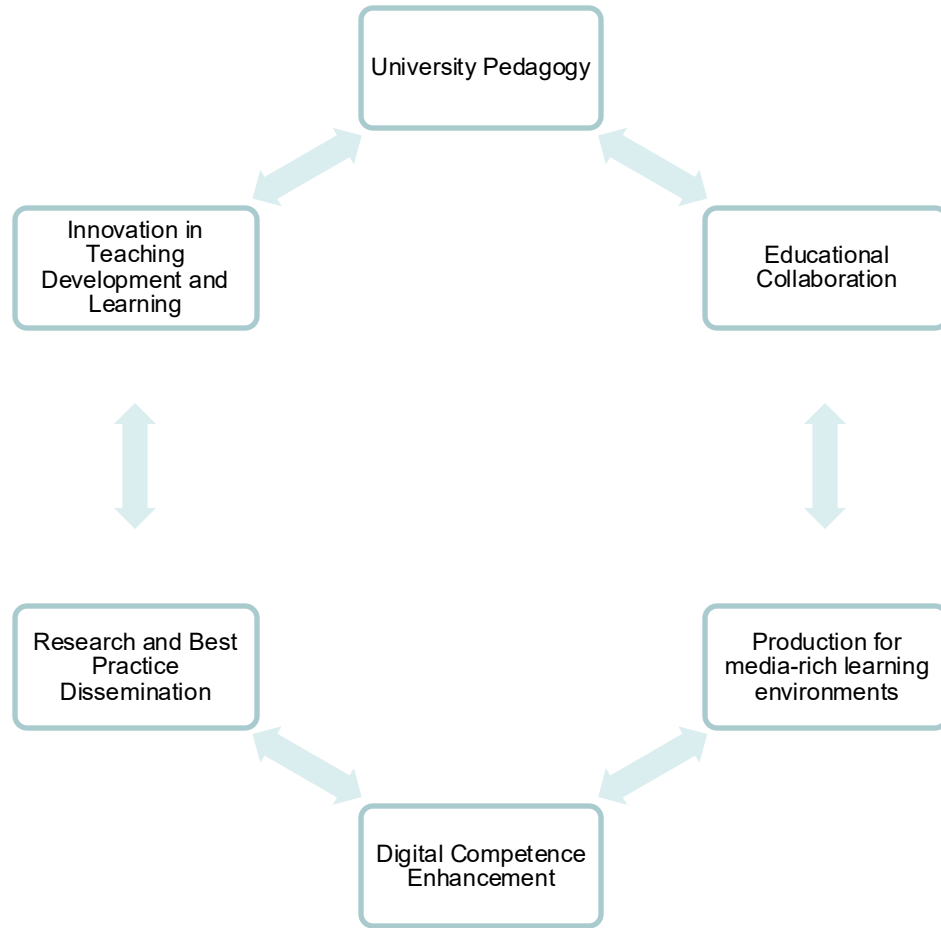 University Pedagogy
Innovation in
Teaching
Development and
Learning
Educational
Collaboration
Research and Best
Practice
Dissemination
Production for
media-rich learning
environments
Digital Competence
Enhancement